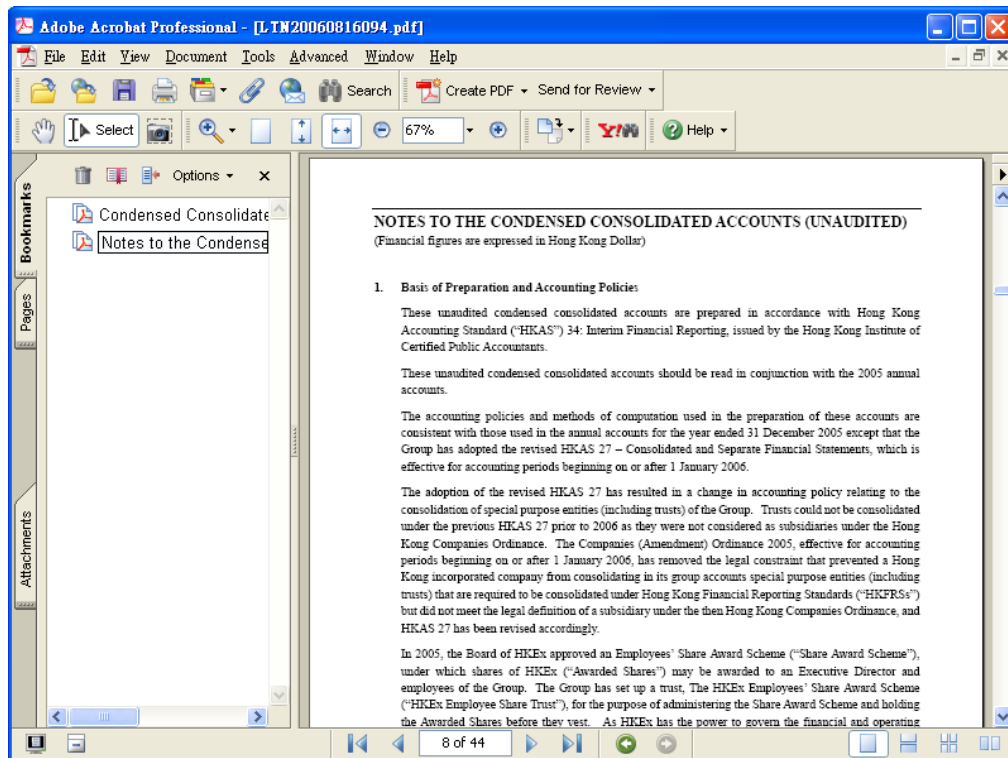 Adobe Acrobat Professional - [LTN20060816094.pdf]
File Edit View Document Tools Advanced Window Help
Search Create PDF Send for Review
Select 67% Y! Help
Bookmarks
Pages
Attachments
Options
Condensed Consolidate
Notes to the Condense
NOTES TO THE CONDENSED CONSOLIDATED ACCOUNTS (UNAUDITED)
(Financial figures are expressed in Hong Kong Dollar)
1. Basis of Preparation and Accounting Policies
These unaudited condensed consolidated accounts are prepared in accordance with Hong Kong
Accounting Standard (“HKAS”) 34: Interim Financial Reporting, issued by the Hong Kong Institute of
Certified Public Accountants.
These unaudited condensed consolidated accounts should be read in conjunction with the 2005 annual
accounts.
The accounting policies and methods of computation used in the preparation of these accounts are
consistent with those used in the annual accounts for the year ended 31 December 2005 except that the
Group has adopted the revised HKAS 27 – Consolidated and Separate Financial Statements, which is
effective for accounting periods beginning on or after 1 January 2006.
The adoption of the revised HKAS 27 has resulted in a change in accounting policy relating to the
consolidation of special purpose entities (including trusts) of the Group. Trusts could not be consolidated
under the previous HKAS 27 prior to 2006 as they were not considered as subsidiaries under the Hong
Kong Companies Ordinance. The Companies (Amendment) Ordinance 2005, effective for accounting
periods beginning on or after 1 January 2006, has removed the legal constraint that prevented a Hong
Kong incorporated company from consolidating in its group accounts special purpose entities (including
trusts) that are required to be consolidated under Hong Kong Financial Reporting Standards (“HKFRSs”)
but did not meet the legal definition of a subsidiary under the then Hong Kong Companies Ordinance, and
HKAS 27 has been revised accordingly.
In 2005, the Board of HKEx approved an Employees’ Share Award Scheme (“Share Award Scheme”),
under which shares of HKEx (“Awarded Shares”) may be awarded to an Executive Director and
employees of the Group. The Group has set up a trust, The HKEx Employees’ Share Award Scheme
(“HKEx Employee Share Trust”), for the purpose of administering the Share Award Scheme and holding
the Awarded Shares before they vest. As HKEx has the power to govern the financial and operating
8 of 44